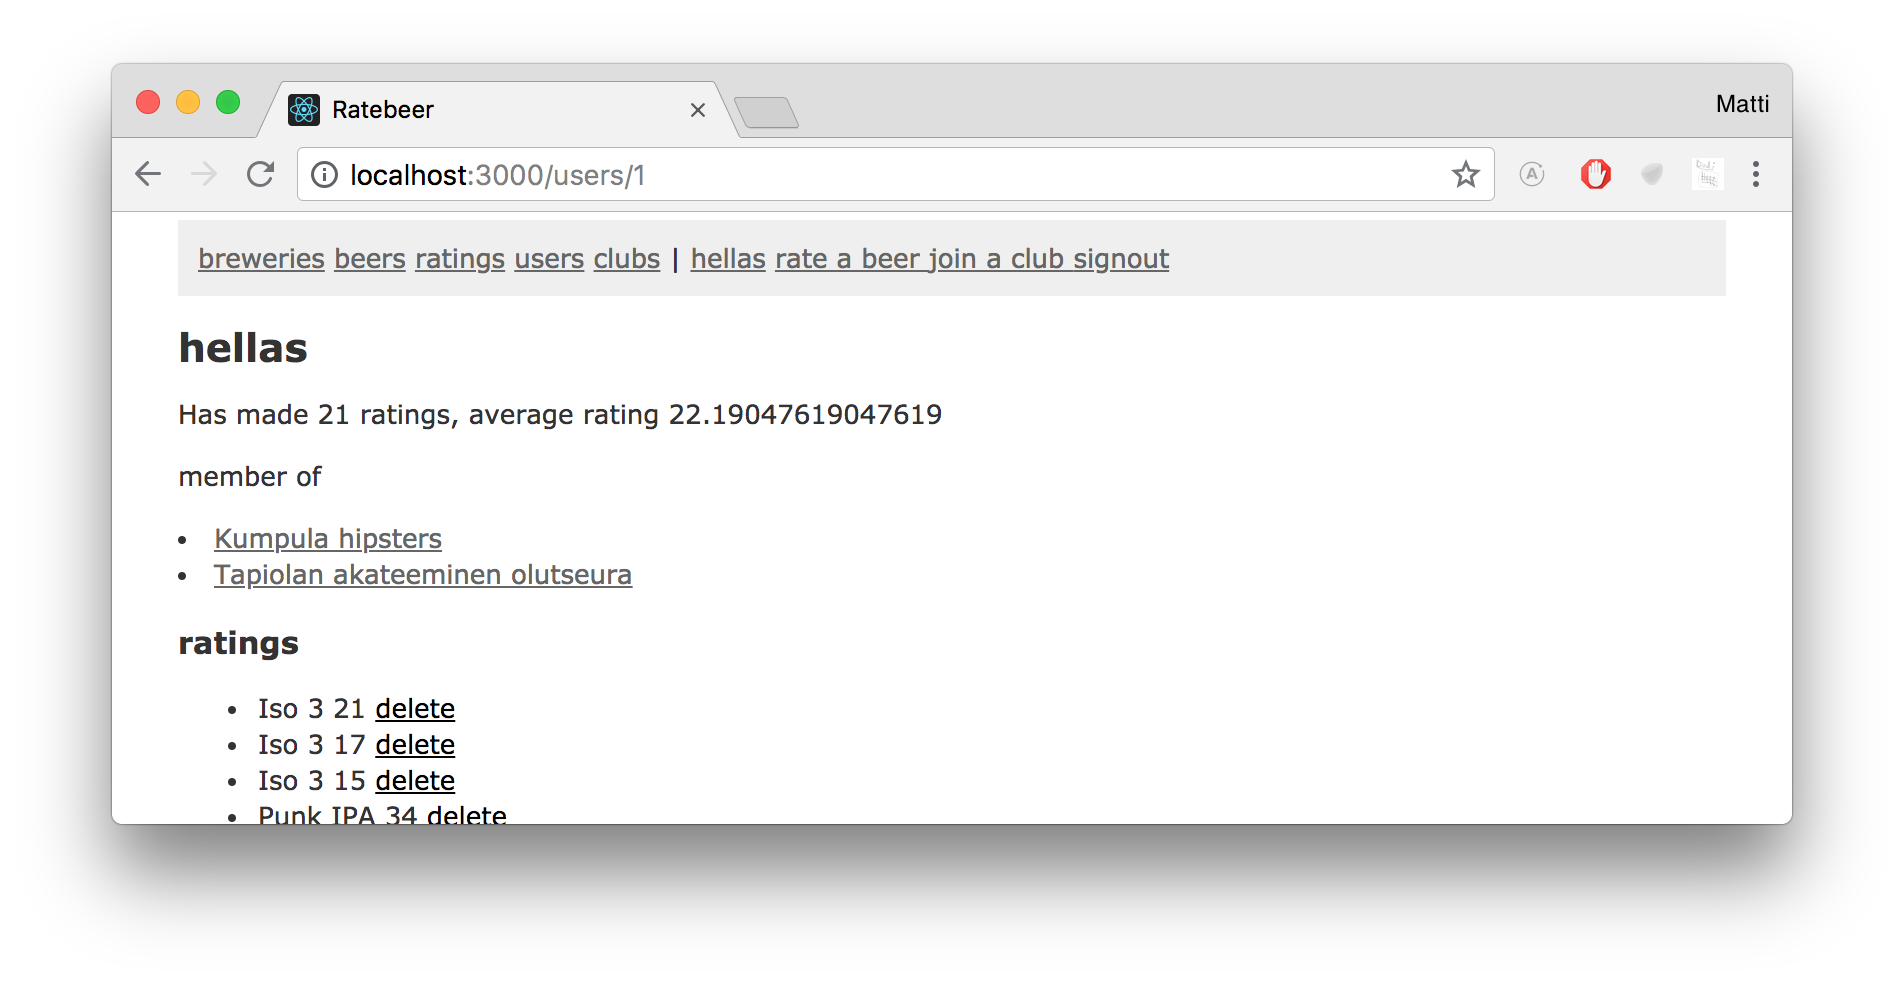 Ratebeer
Matti
localhost:3000/users/1
breweries beers ratings users clubs | hellas rate a beer join a club signout
hellas
Has made 21 ratings, average rating 22.19047619047619
member of
Kumpula hipsters
Tapiolan akateeminen olutseura
ratings
Iso 3 21 delete
Iso 3 17 delete
Iso 3 15 delete
Punk IPA 34 delete